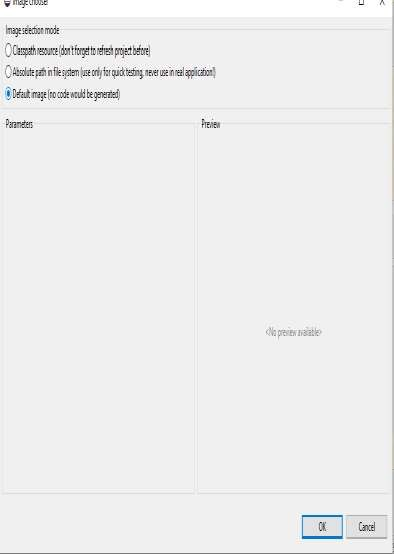 Image chooser
Image selection mode
Classpath resource (don't forget to refresh project before)
Absolute path in file system (use only for quick testing, never use in real application!)
Default image (no code would be generated)
Parameters
Preview
<No preview available>
OK
Cancel